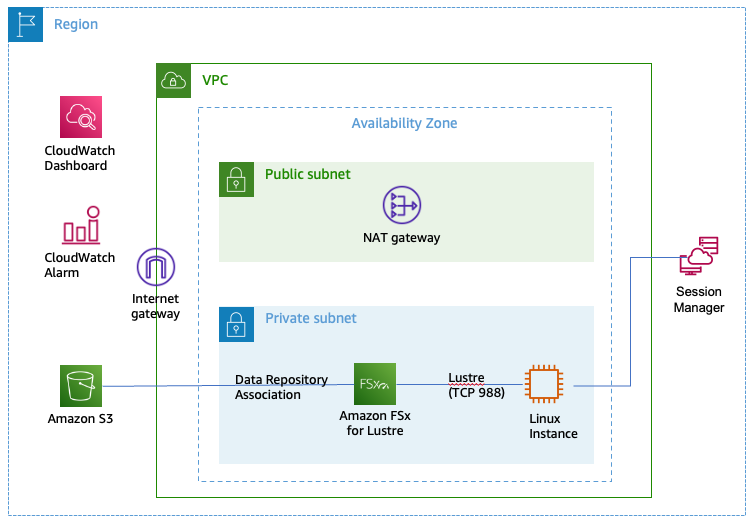 Region
VPC
Availability Zone
CloudWatch
Dashboard
Public subnet
NAT gateway
CloudWatch
Alarm
Internet
gateway
Session
Manager
Private subnet
Data Repository
Association
FSx
Lustre
(TCP 988)
Amazon S3
Amazon FSx
for Lustre
Linux
Instance